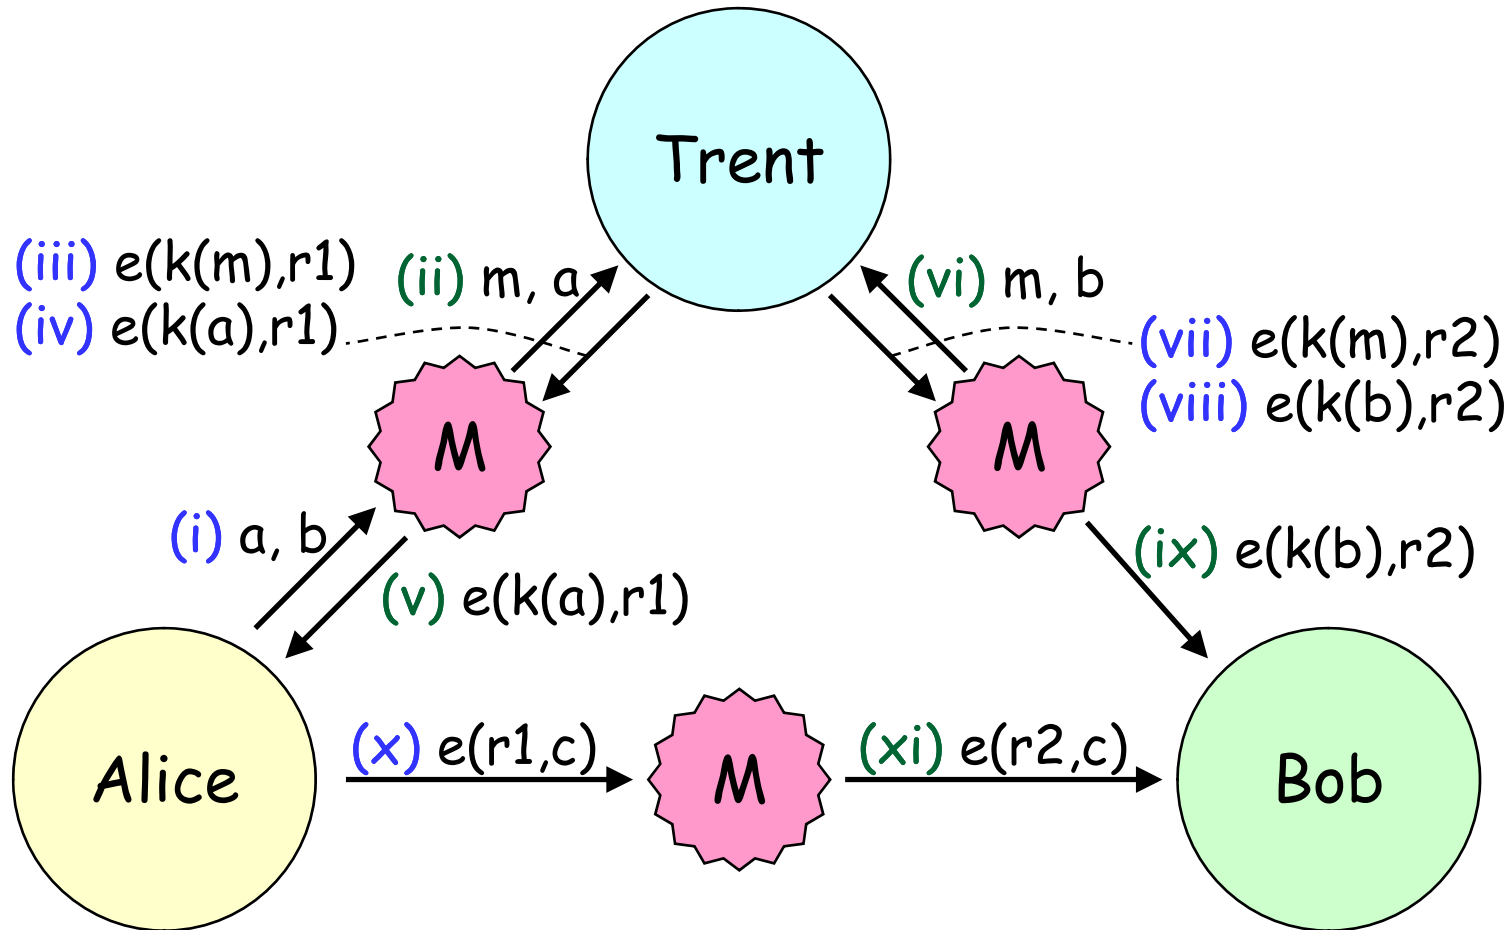 Trent
(iii) e(k(m),r1)
(iv) e(k(a),r1)
(ii) m, a
(vi) m, b
(vii) e(k(m),r2)
(viii) e(k(b),r2)
M
M
(i) a, b
(v) e(k(a),r1)
(ix) e(k(b),r2)
Alice
(x) e(r1,c)
M
(xi) e(r2,c)
Bob